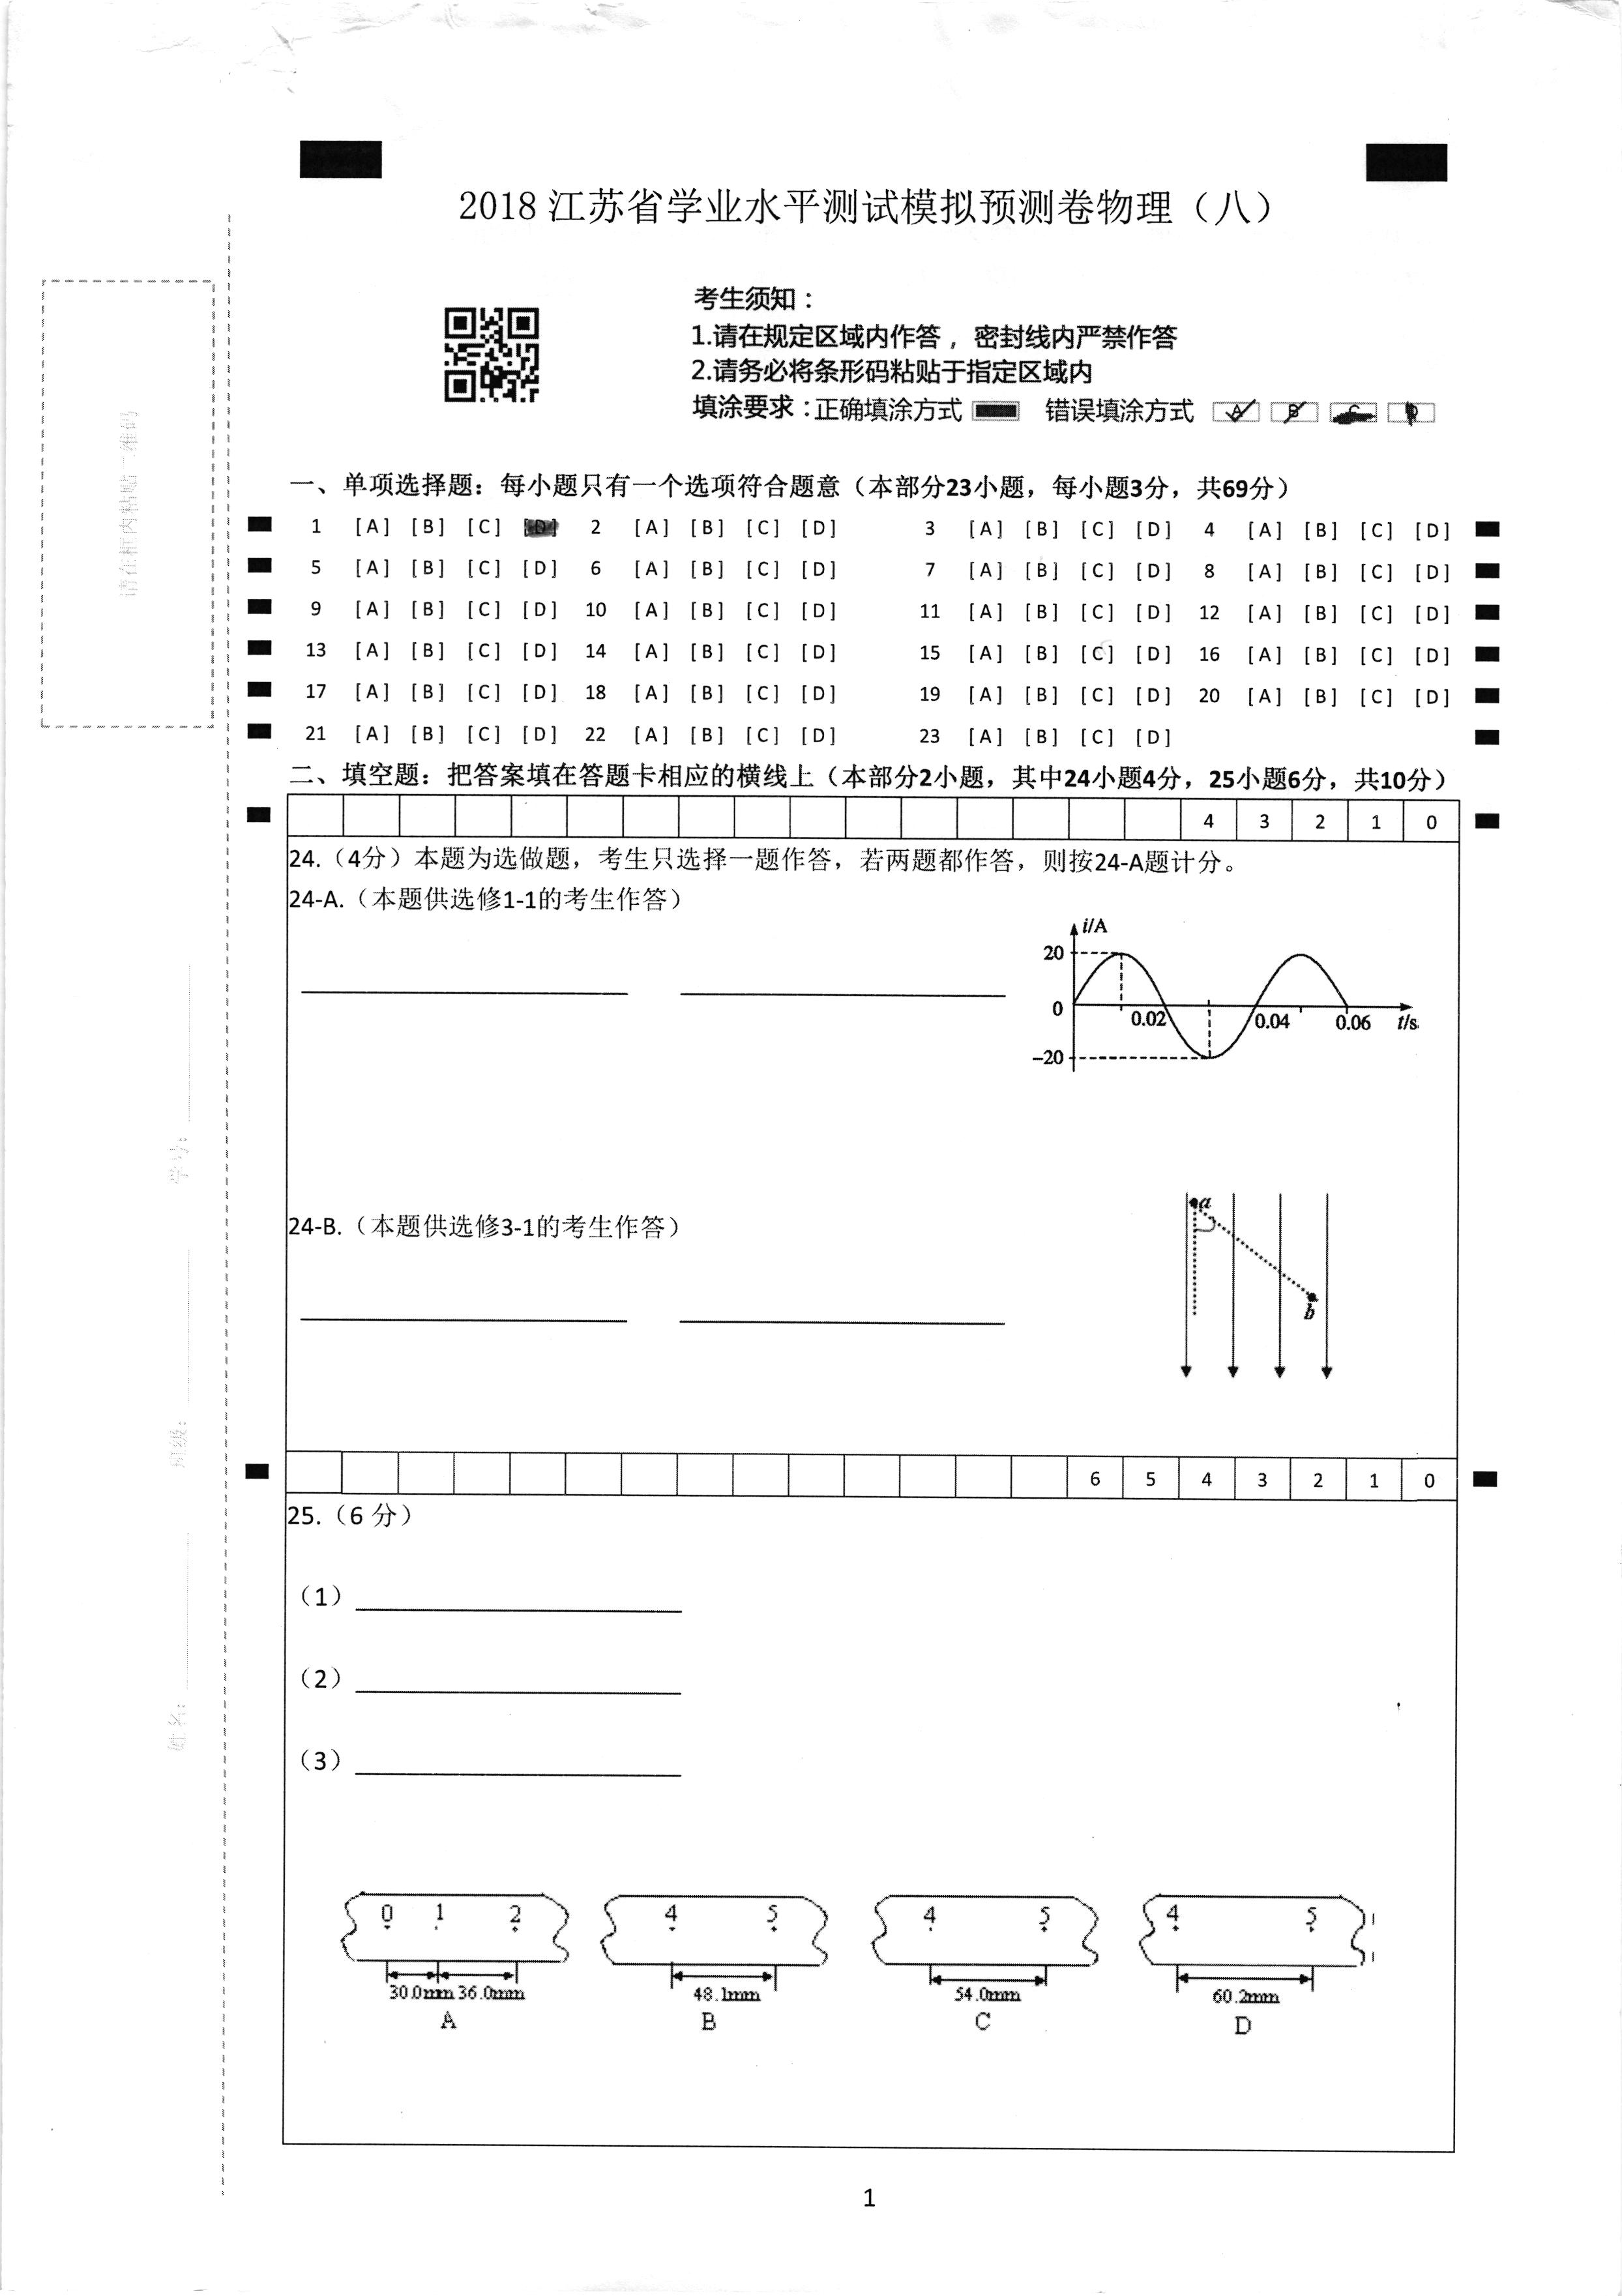 2018江苏省学业水平测试模拟预测卷物理（八）
考生须知：
1.请在规定区域内作答，密封线内严禁作答
2.请务必将条形码粘贴于指定区域内
填涂要求：正确填涂方式 错误填涂方式 A B C D
请在框内粘贴二维码
学号：
班级：
姓名：
一、单项选择题：每小题只有一个选项符合题意（本部分23小题，每小题3分，共69分）
1 [A] [B] [C] [D] 2 [A] [B] [C] [D] 3 [A] [B] [C] [D] 4 [A] [B] [C] [D]
5 [A] [B] [C] [D] 6 [A] [B] [C] [D] 7 [A] [B] [C] [D] 8 [A] [B] [C] [D]
9 [A] [B] [C] [D] 10 [A] [B] [C] [D] 11 [A] [B] [C] [D] 12 [A] [B] [C] [D]
13 [A] [B] [C] [D] 14 [A] [B] [C] [D] 15 [A] [B] [C] [D] 16 [A] [B] [C] [D]
17 [A] [B] [C] [D] 18 [A] [B] [C] [D] 19 [A] [B] [C] [D] 20 [A] [B] [C] [D]
21 [A] [B] [C] [D] 22 [A] [B] [C] [D] 23 [A] [B] [C] [D]
二、填空题：把答案填在答题卡相应的横线上（本部分2小题，其中24小题4分，25小题6分，共10分）
4 3 2 1 0
24.（4分）本题为选做题，考生只选择一题作答，若两题都作答，则按24-A题计分。
24-A.（本题供选修1-1的考生作答）
i/A
20
0 0.02 0.04 0.06 t/s
−20
24-B.（本题供选修3-1的考生作答）
a
b
6 5 4 3 2 1 0
25.（6 分）
（1）
（2）
（3）
0 1 2 4 5 4 5 4 5
30.0mm 36.0mm 48.1mm 54.0mm 60.2mm
A B C D
1